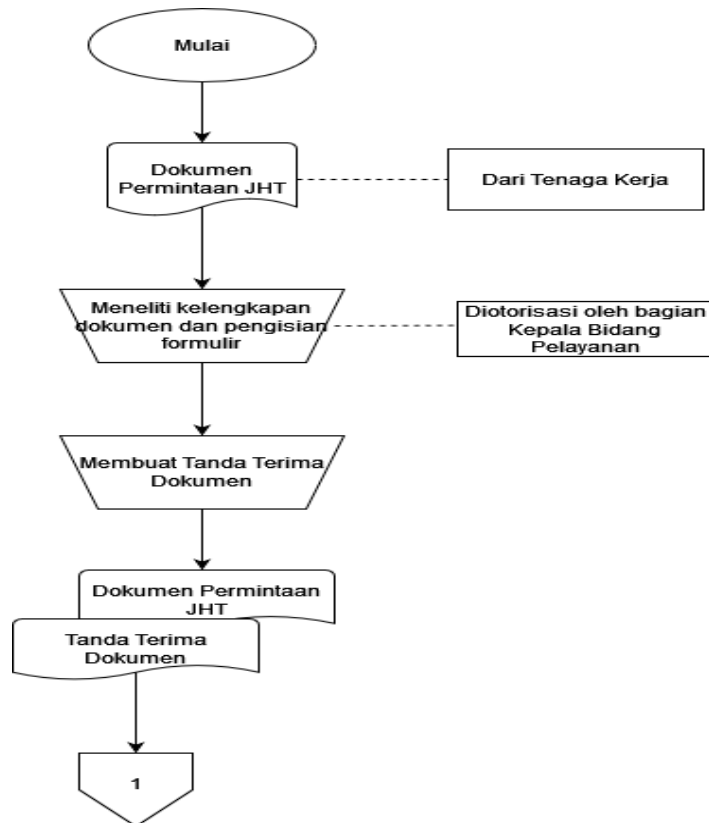 Mulai
Dokumen
Permintaan JHT
Dari Tenaga Kerja
Meneliti kelengkapan
dokumen dan pengisian
formulir
Diotorisasi oleh bagian
Kepala Bidang
Pelayanan
Membuat Tanda Terima
Dokumen
Dokumen Permintaan
JHT
Tanda Terima
Dokumen
1